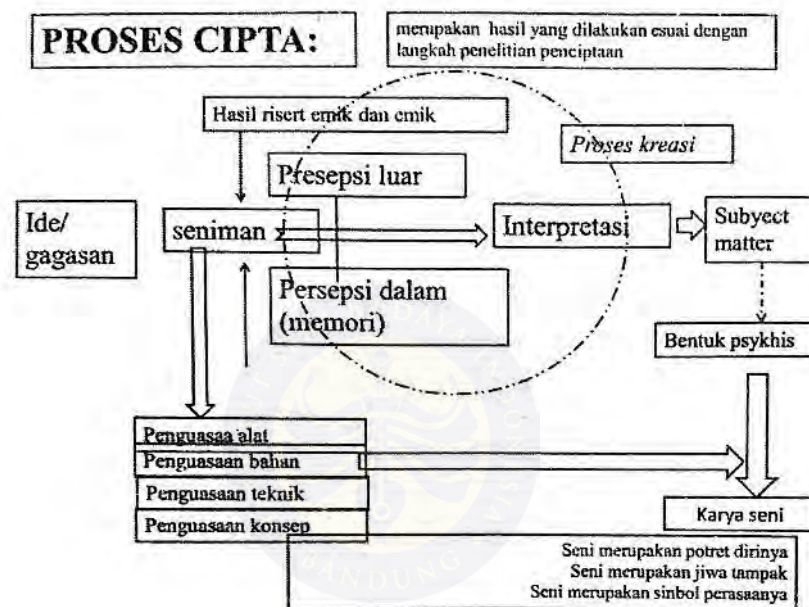 PROSES CIPTA:
merupakan hasil yang dilakukan esuai dengan
langkah penelitian penciptaan
Hasil risert emik dan emik
Proses kreasi
Presepsi luar
Ide/
gagasan
seniman
Interpretasi
Subyect
matter
Persepsi dalam
(memori)
Bentuk psykhis
Penguasaa alat
Penguasaan bahan
Penguasaan teknik
Penguasaan konsep
Karya seni
Seni merupakan potret dirinya
Seni merupakan jiwa tampak
Seni merupakan sinbol perasaanya
BANDUNG